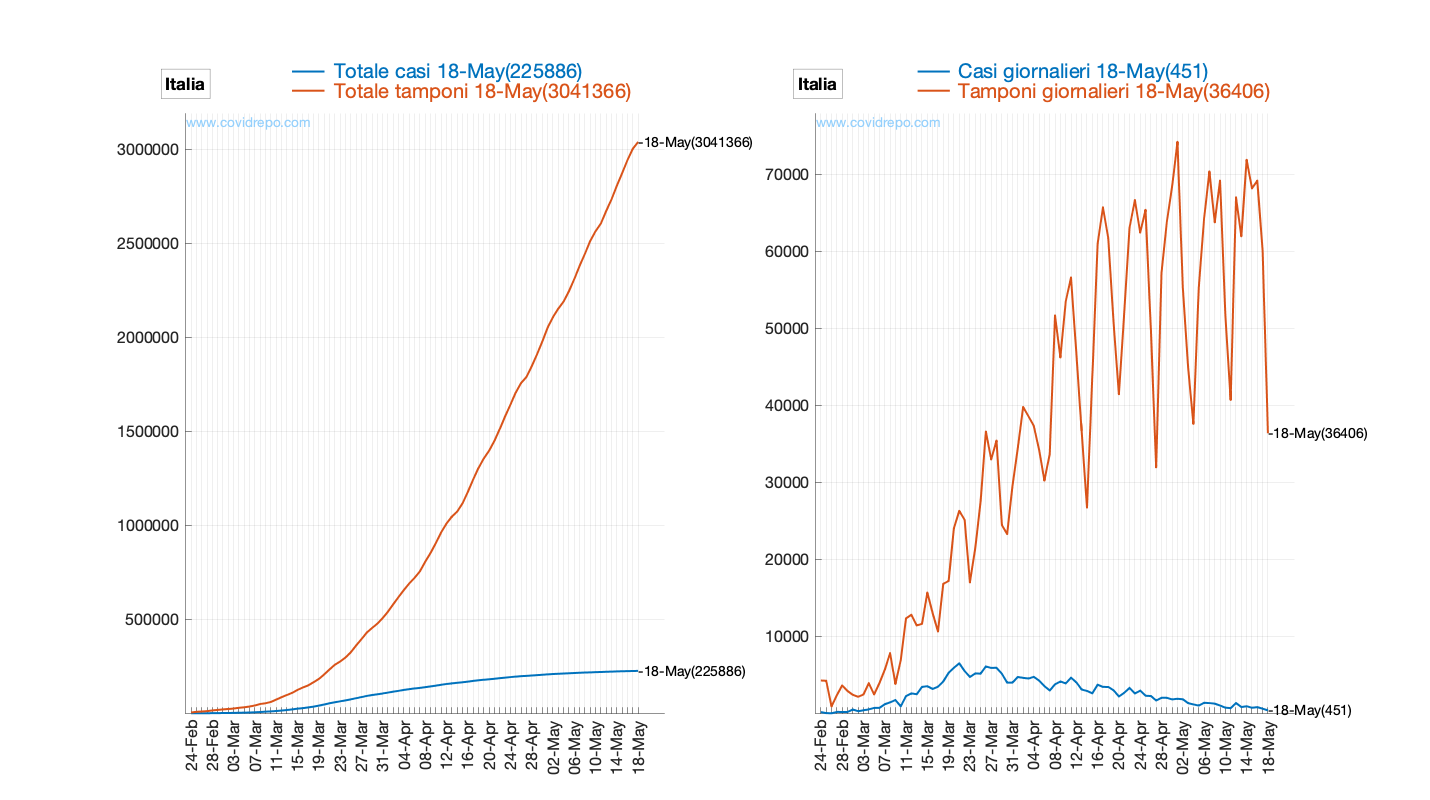 Italia
Totale casi 18-May(225886)
Totale tamponi 18-May(3041366)
www.covidrepo.com
18-May(3041366)
3000000
2500000
2000000
1500000
1000000
500000
18-May(225886)
24-Feb
28-Feb
03-Mar
07-Mar
11-Mar
15-Mar
19-Mar
23-Mar
27-Mar
31-Mar
04-Apr
08-Apr
12-Apr
16-Apr
20-Apr
24-Apr
28-Apr
02-May
06-May
10-May
14-May
18-May
Italia
Casi giornalieri 18-May(451)
Tamponi giornalieri 18-May(36406)
www.covidrepo.com
70000
60000
50000
40000
30000
20000
10000
18-May(36406)
18-May(451)
24-Feb
28-Feb
03-Mar
07-Mar
11-Mar
15-Mar
19-Mar
23-Mar
27-Mar
31-Mar
04-Apr
08-Apr
12-Apr
16-Apr
20-Apr
24-Apr
28-Apr
02-May
06-May
10-May
14-May
18-May